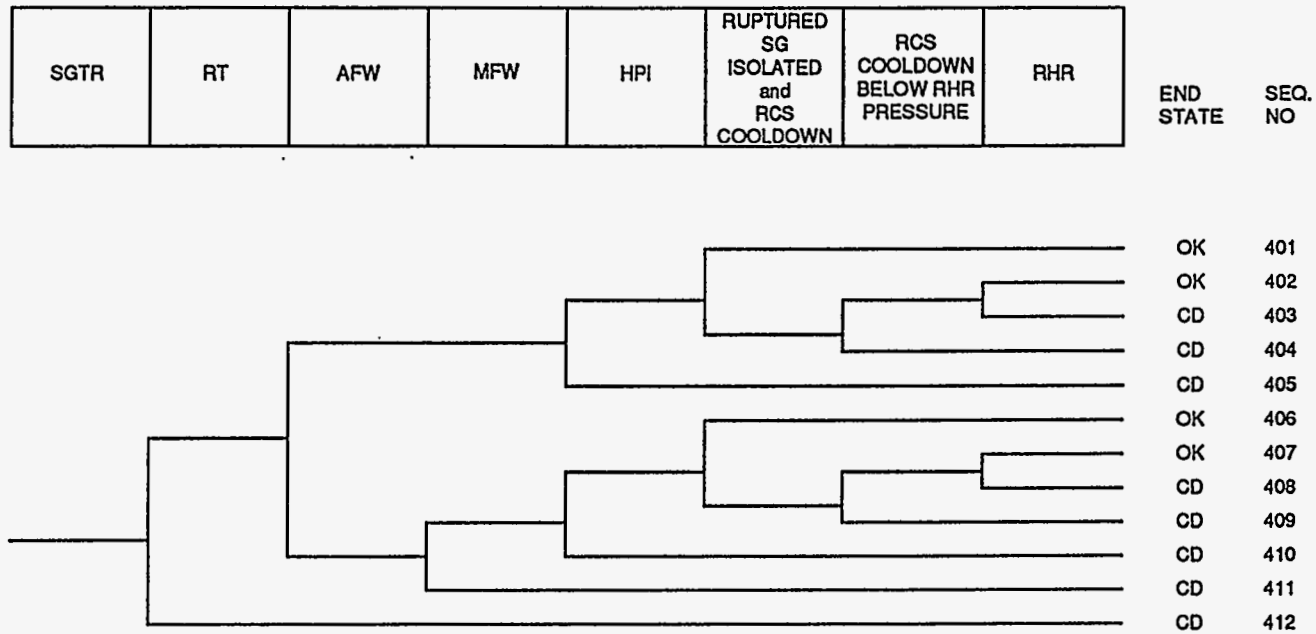 SGTR
RT
AFW
MFW
HPI
RUPTURED
SG
ISOLATED
and
RCS
COOLDOWN
RCS
COOLDOWN
BELOW RHR
PRESSURE
RHR
END
STATE
SEQ.
NO
OK 401
OK 402
CD 403
CD 404
CD 405
OK 406
OK 407
CD 408
CD 409
CD 410
CD 411
CD 412